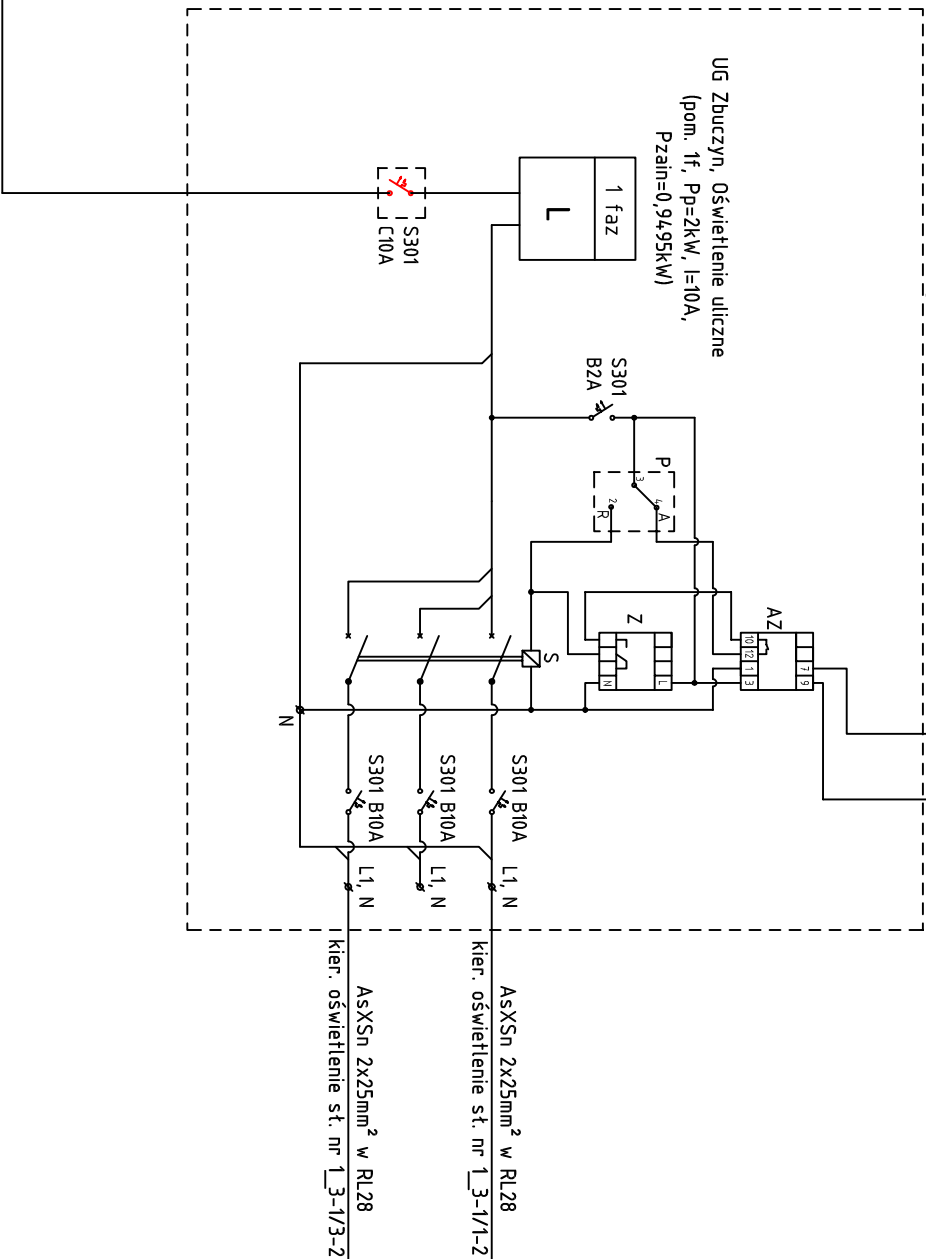 UG Zbuczyn, Oświetlenie uliczne
(pom. 1f, Pp=2kW, I=10A,
Pzain=0,9495kW)
1 faz
L
S301
C10A
S301
B2A
P
3
4
A
2
R
AZ
10
12
1
3
7
9
Z
N
L
S
N
S301 B10A
S301 B10A
S301 B10A
L1, N
L1, N
L1, N
AsXSn 2x25mm² w RL28
kier. oświetlenie st. nr 1_3-1/1-2
AsXSn 2x25mm² w RL28
kier. oświetlenie st. nr 1_3-1/3-2